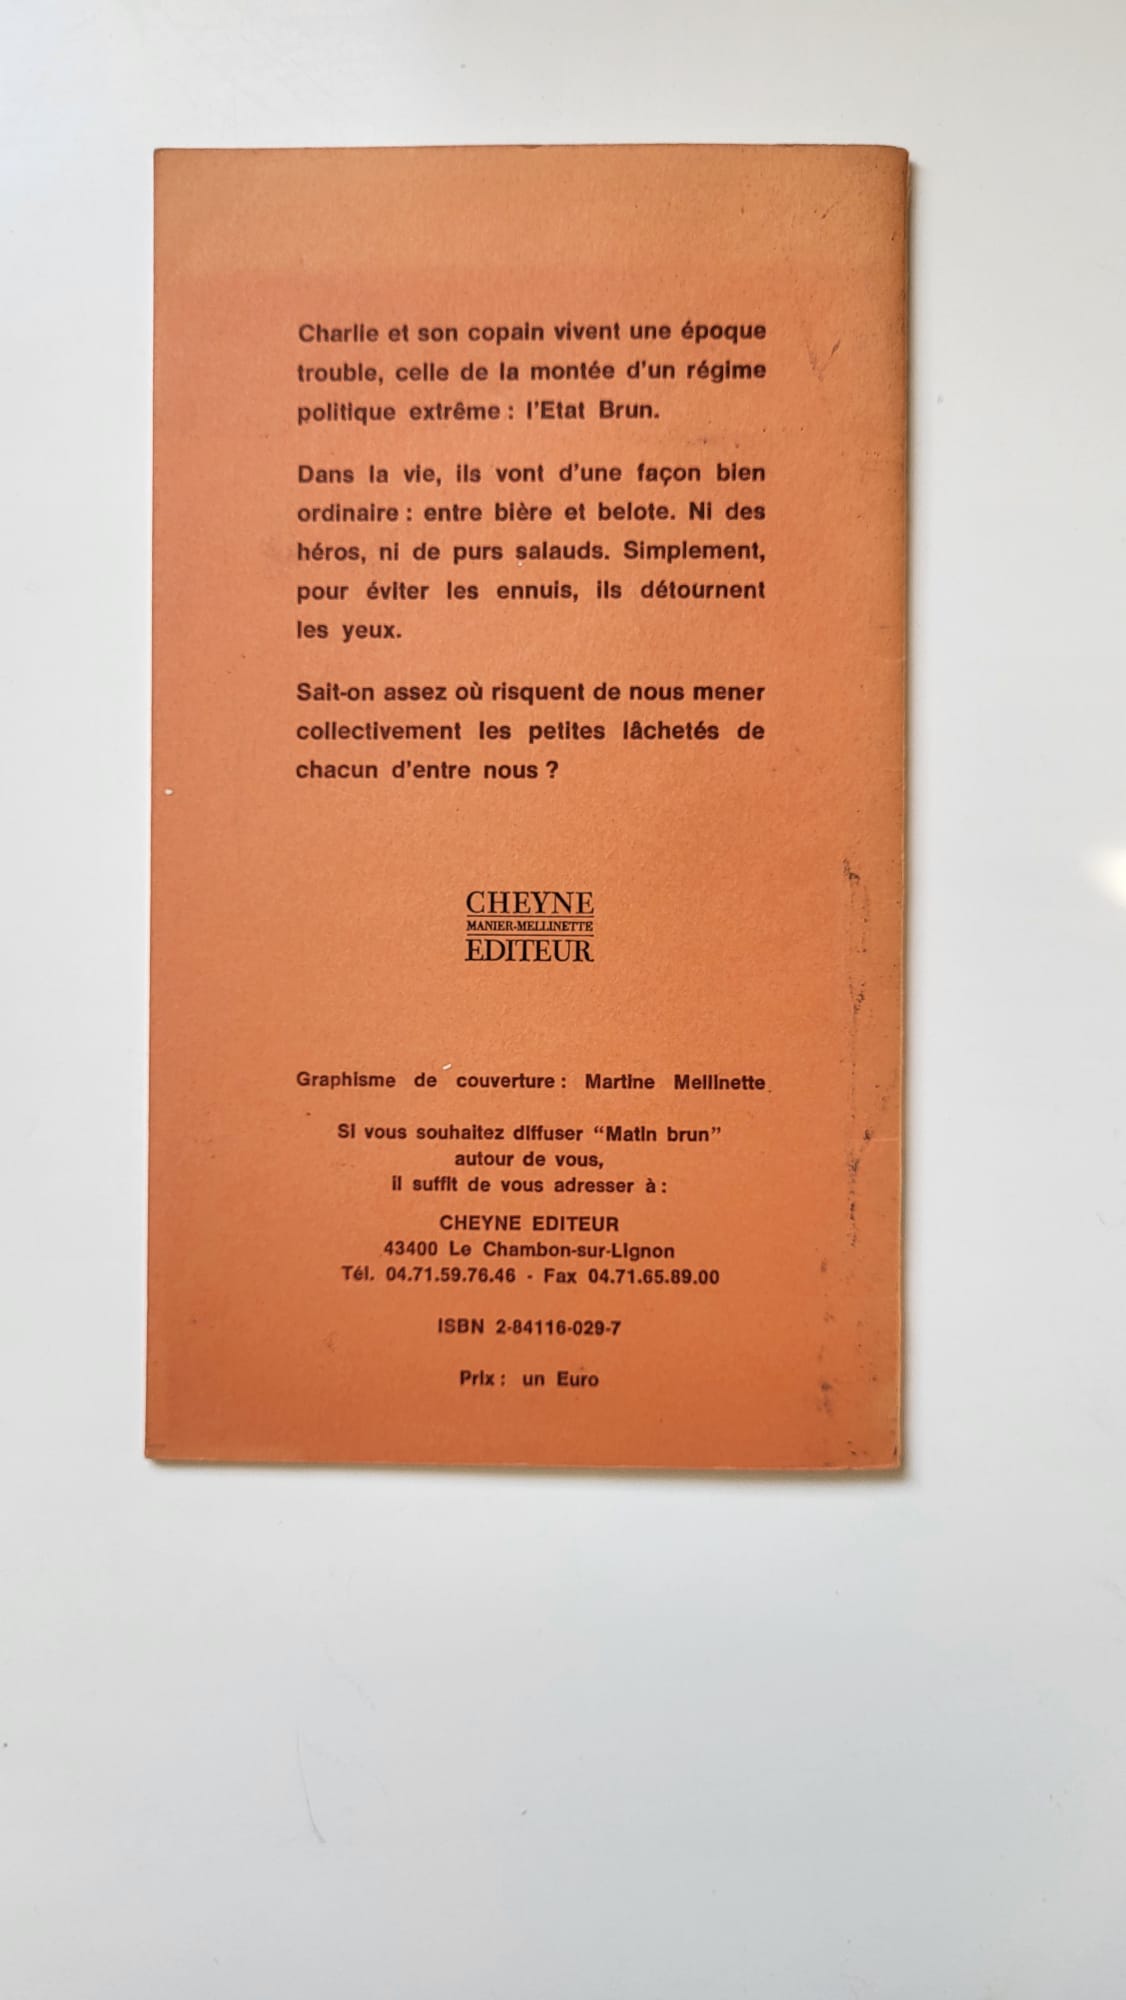 Charlie et son copain vivent une époque
trouble, celle de la montée d'un régime
politique extrême : l'Etat Brun.
Dans la vie, ils vont d'une façon bien
ordinaire : entre bière et belote. Ni des
héros, ni de purs salauds. Simplement,
pour éviter les ennuis, ils détournent
les yeux.
Sait-on assez où risquent de nous mener
collectivement les petites lâchetés de
chacun d'entre nous ?
CHEYNE
MANIER-MELLINETTE
EDITEUR
Graphisme de couverture : Martine Mellinette
Si vous souhaitez diffuser “Matin brun”
autour de vous,
il suffit de vous adresser à :
CHEYNE EDITEUR
43400 Le Chambon-sur-Lignon
Tél. 04.71.59.76.46 - Fax 04.71.65.89.00
ISBN 2-84116-029-7
Prix : un Euro